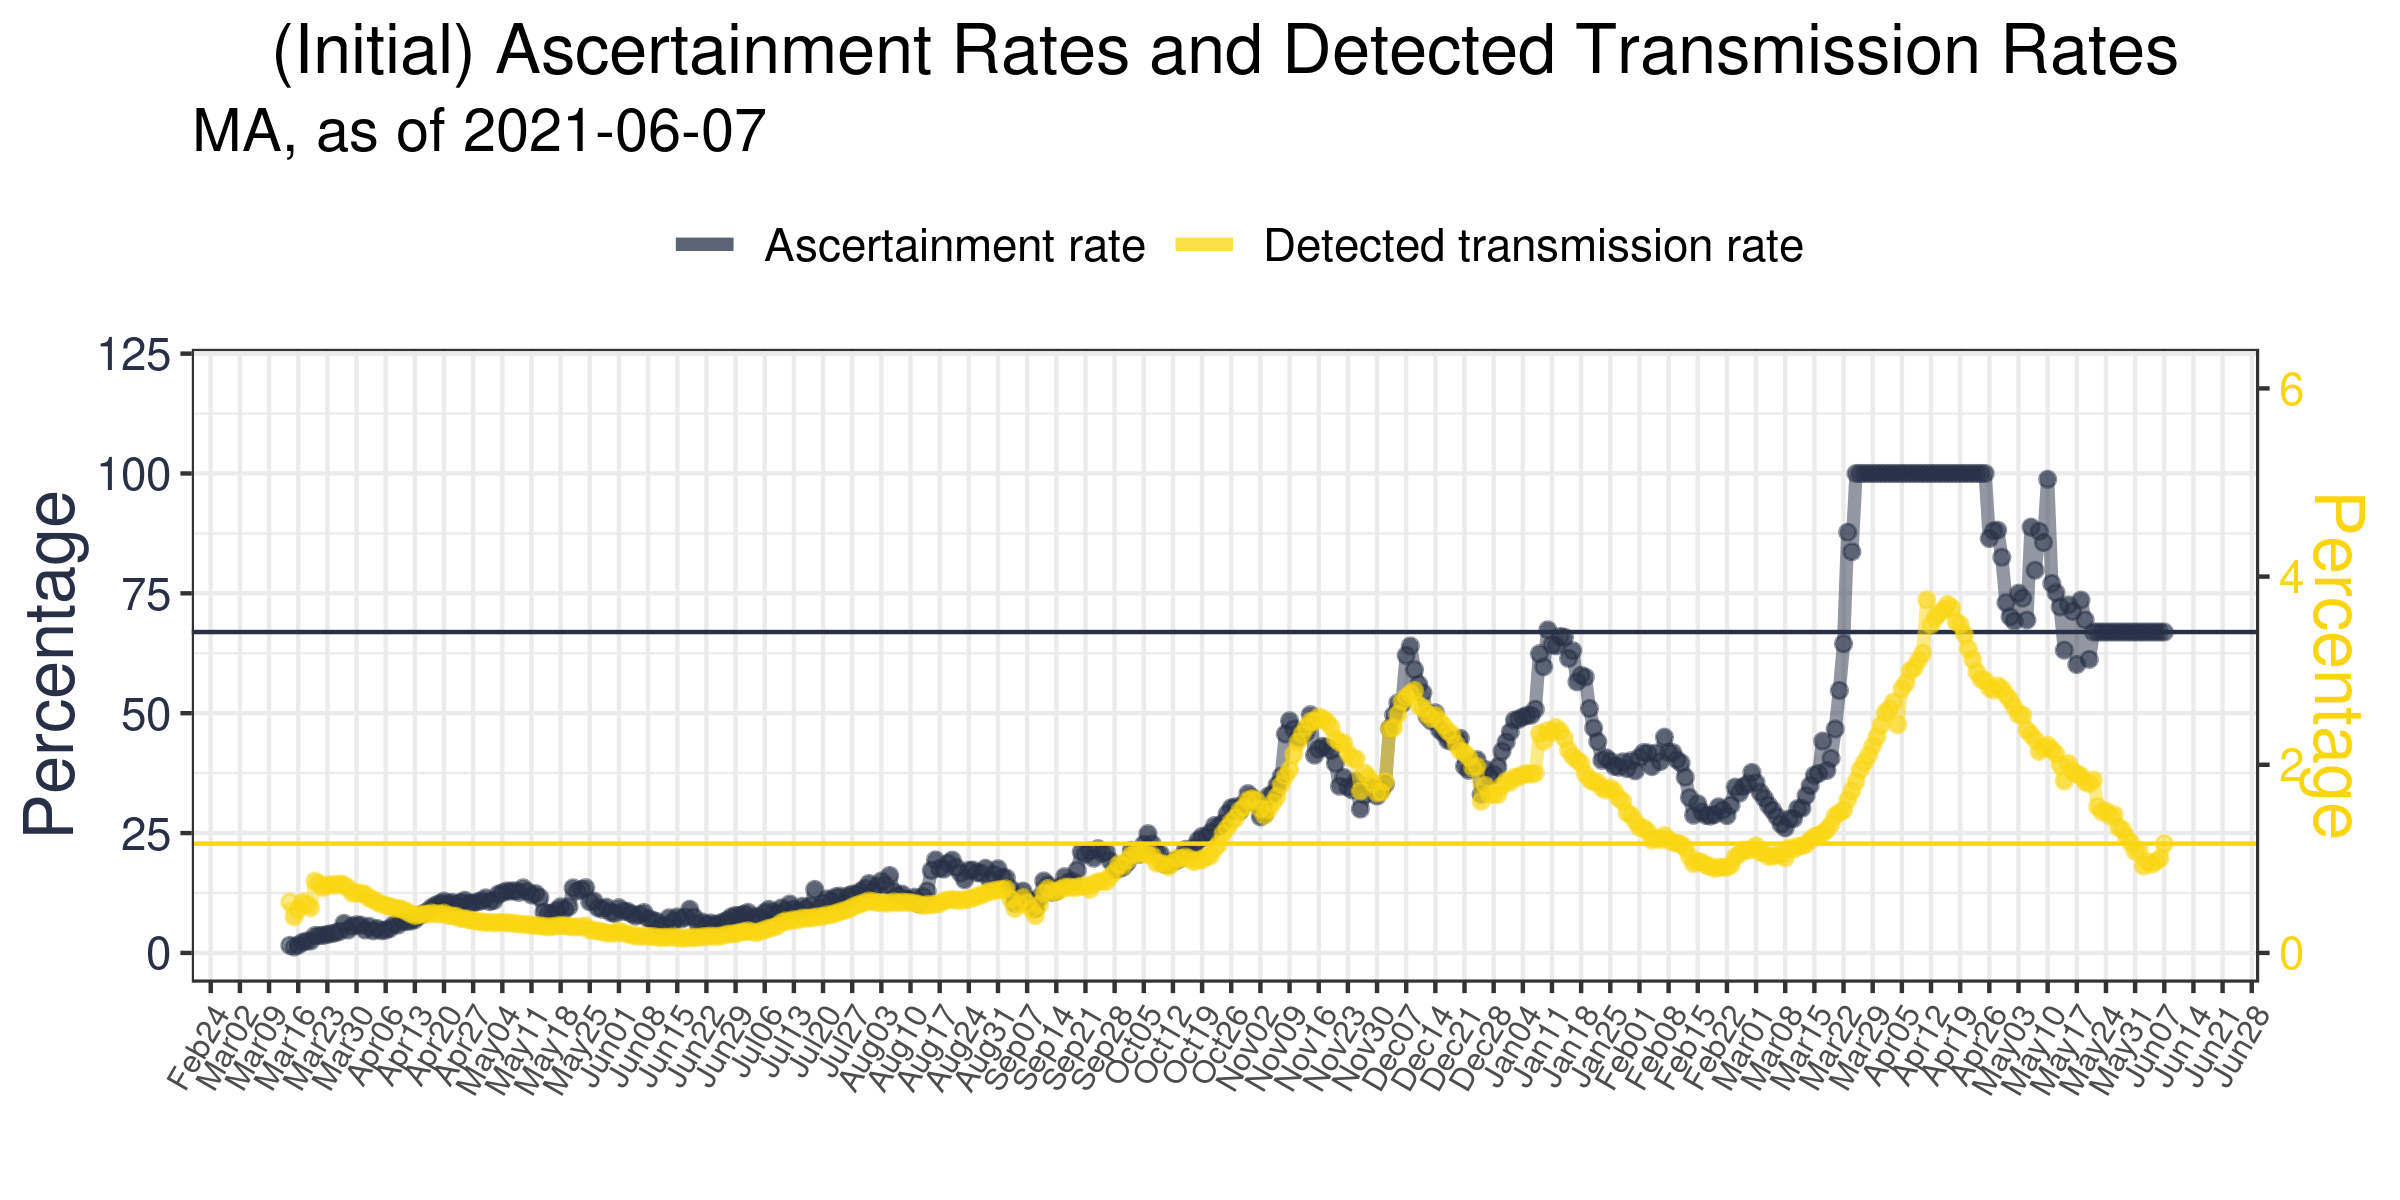 (Initial) Ascertainment Rates and Detected Transmission Rates
MA, as of 2021-06-07
Ascertainment rate
Detected transmission rate
Percentage
125
100
75
50
25
0
6
4
2
0
Percentage
Feb24
Mar02
Mar09
Mar16
Mar23
Mar30
Apr06
Apr13
Apr20
Apr27
May04
May11
May18
May25
Jun01
Jun08
Jun15
Jun22
Jun29
Jul06
Jul13
Jul20
Jul27
Aug03
Aug10
Aug17
Aug24
Aug31
Sep07
Sep14
Sep21
Sep28
Oct05
Oct12
Oct19
Oct26
Nov02
Nov09
Nov16
Nov23
Nov30
Dec07
Dec14
Dec21
Dec28
Jan04
Jan11
Jan18
Jan25
Feb01
Feb08
Feb15
Feb22
Mar01
Mar08
Mar15
Mar22
Mar29
Apr05
Apr12
Apr19
Apr26
May03
May10
May17
May24
May31
Jun07
Jun14
Jun21
Jun28